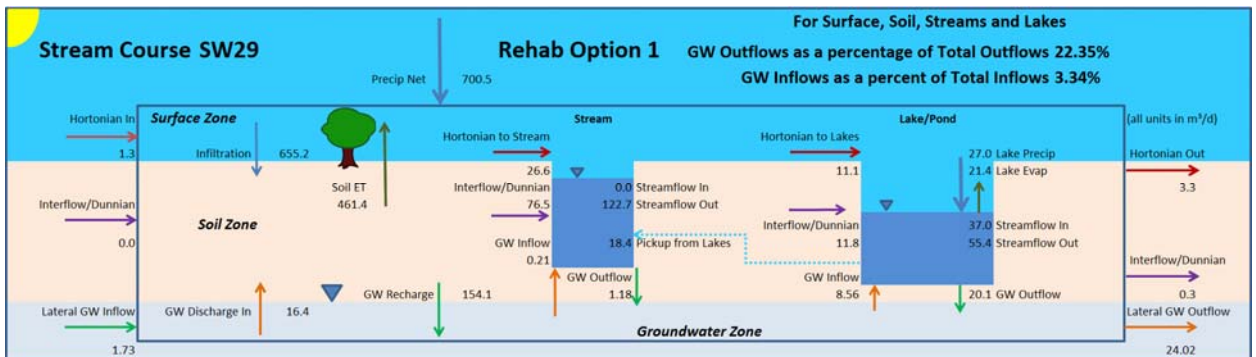 For Surface, Soil, Streams and Lakes
Stream Course SW29
Rehab Option 1
GW Outflows as a percentage of Total Outflows 22.35%
GW Inflows as a percent of Total Inflows 3.34%
Precip Net 700.5
Hortonian In
1.3
Surface Zone
Stream
Lake/Pond
(all units in m³/d)
Infiltration 655.2
Hortonian to Stream
26.6
Hortonian to Lakes
11.1
27.0 Lake Precip
21.4 Lake Evap
Hortonian Out
3.3
Soil ET
461.4
Interflow/Dunnian
0.0
Soil Zone
Interflow/Dunnian
76.5
0.0 Streamflow In
122.7 Streamflow Out
Interflow/Dunnian
11.8
37.0 Streamflow In
55.4 Streamflow Out
GW Inflow
0.21
18.4 Pickup from Lakes
GW Outflow
1.18
GW Inflow
8.56
20.1 GW Outflow
Interflow/Dunnian
0.3
GW Recharge 154.1
Lateral GW Inflow
1.73
GW Discharge In 16.4
Groundwater Zone
Lateral GW Outflow
24.02